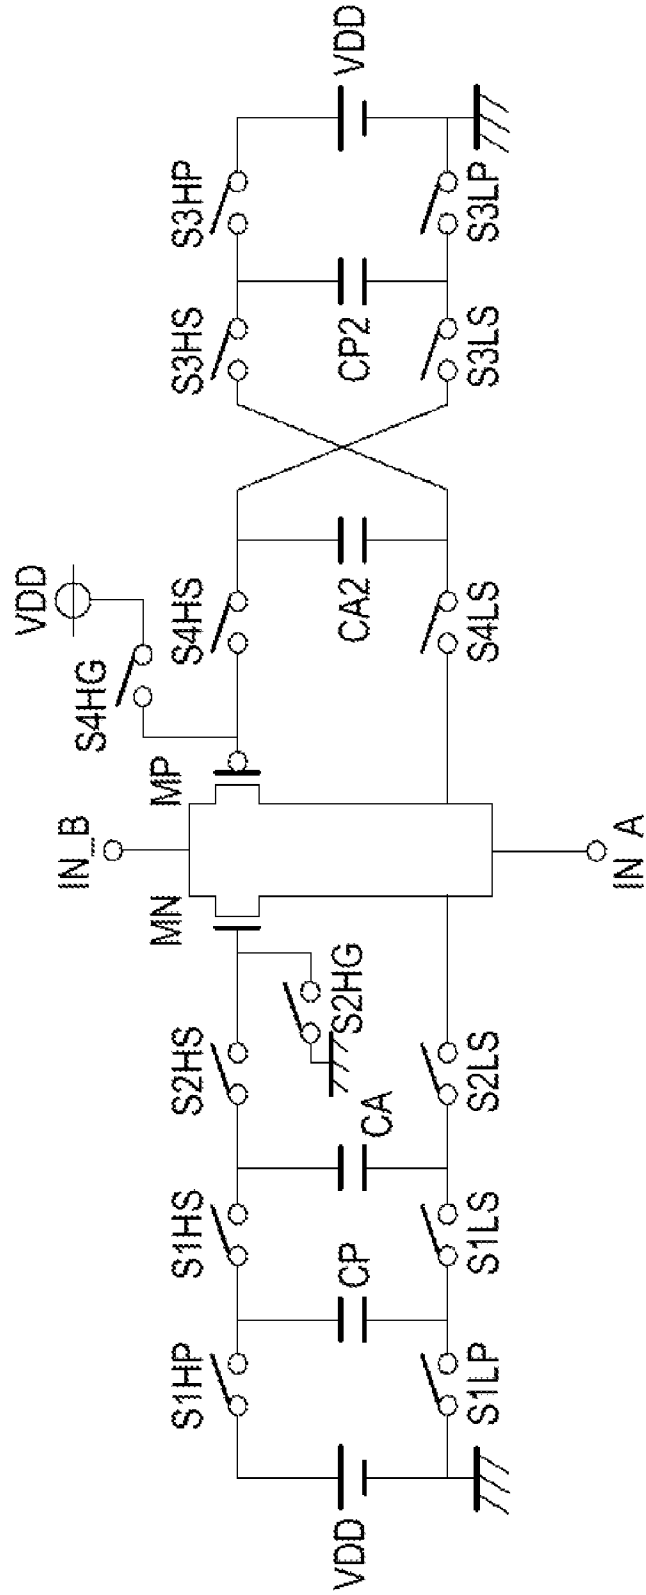 VDD
S3HP
S3LP
S3HS
CP2
S3LS
VDD
S4HG
S4HS
CA2
S4LS
MP
IN_B
IN_A
MN
S2HG
S2HS
S2LS
CA
S1HS
CP
S1LS
S1HP
S1LP
VDD